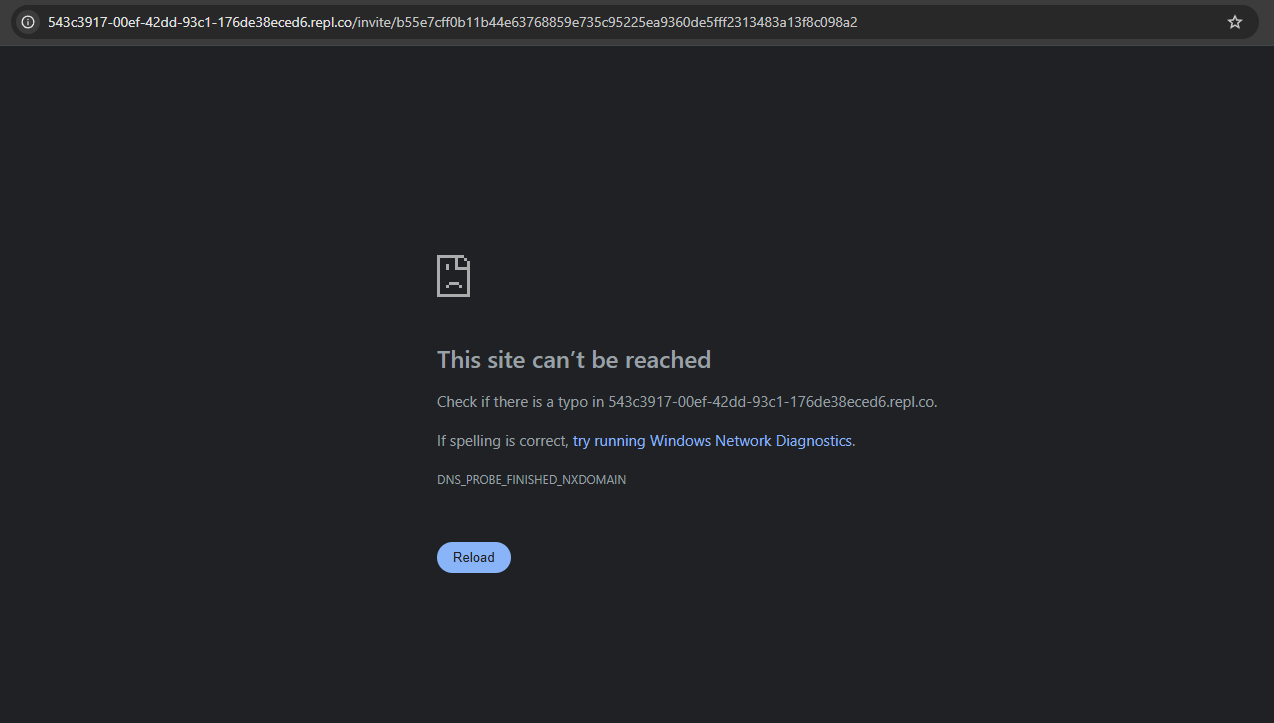 543c3917-00ef-42dd-93c1-176de38eced6.repl.co/invite/b55e7cff0b11b44e63768859e735c95225ea9360de5fff2313483a13f8c098a2
This site can’t be reached
Check if there is a typo in 543c3917-00ef-42dd-93c1-176de38eced6.repl.co.
If spelling is correct, try running Windows Network Diagnostics.
DNS_PROBE_FINISHED_NXDOMAIN
Reload